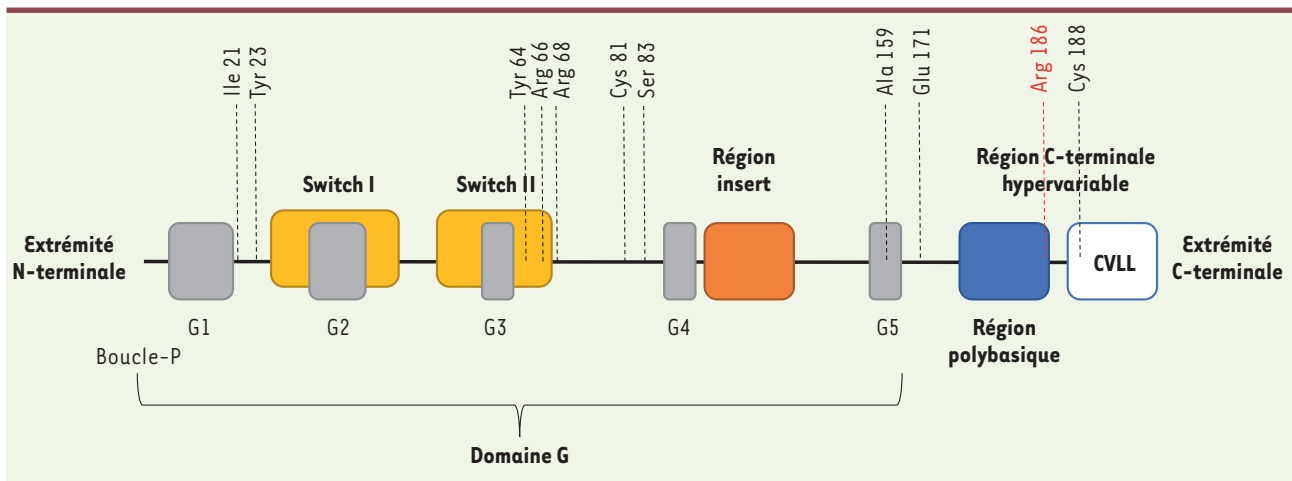 Ile 21
Tyr 23
Tyr 64
Arg 66
Arg 68
Cys 81
Ser 83
Ala 159
Glu 171
Arg 186
Cys 188
Switch I
Switch II
Région
insert
Région C-terminale
hypervariable
Extrémité
N-terminale
CVLL
Extrémité
C-terminale
G1
G2
G3
G4
G5
Région
polybasique
Boucle-P
Domaine G